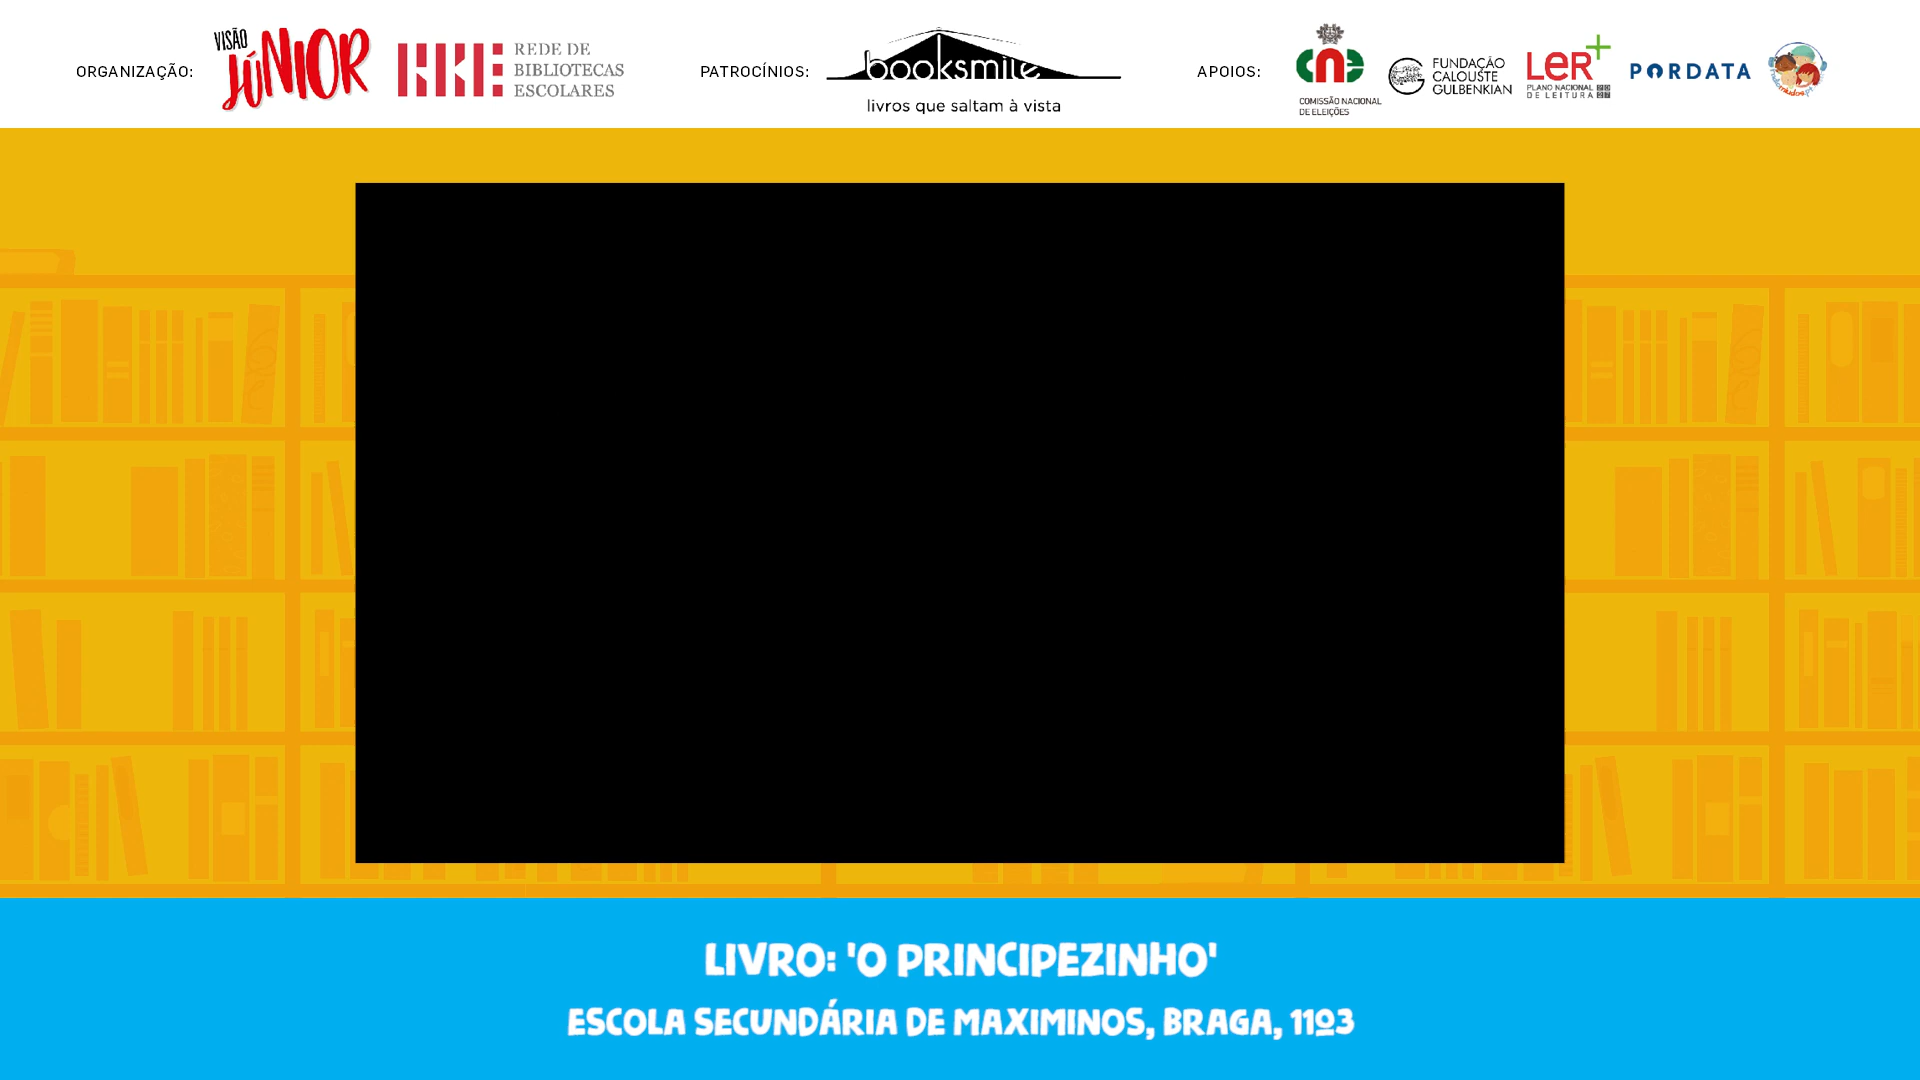 ORGANIZAÇÃO:
VISÃO
JÚNIOR
REDE DE
BIBLIOTECAS
ESCOLARES
PATROCÍNIOS:
booksmile
livros que saltam à vista
APOIOS:
cne
COMISSÃO NACIONAL
DE ELEIÇÕES
FUNDAÇÃO
CALOUSTE
GULBENKIAN
LER+
PLANO NACIONAL
DE LEITURA
PORDATA
LIVRO: 'O PRINCIPEZINHO'
ESCOLA SECUNDÁRIA DE MAXIMINOS, BRAGA, 11º3